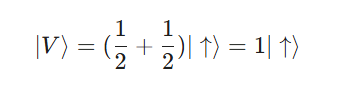 |V⟩ = (1/2 + 1/2)| ↑⟩ = 1| ↑⟩